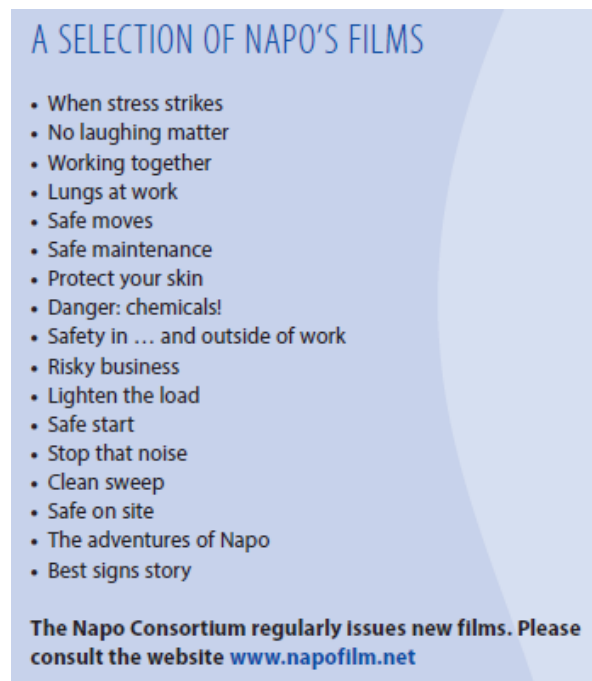 A SELECTION OF NAPO'S FILMS
• When stress strikes
• No laughing matter
• Working together
• Lungs at work
• Safe moves
• Safe maintenance
• Protect your skin
• Danger: chemicals!
• Safety in … and outside of work
• Risky business
• Lighten the load
• Safe start
• Stop that noise
• Clean sweep
• Safe on site
• The adventures of Napo
• Best signs story
The Napo Consortium regularly issues new films. Please
consult the website www.napofilm.net